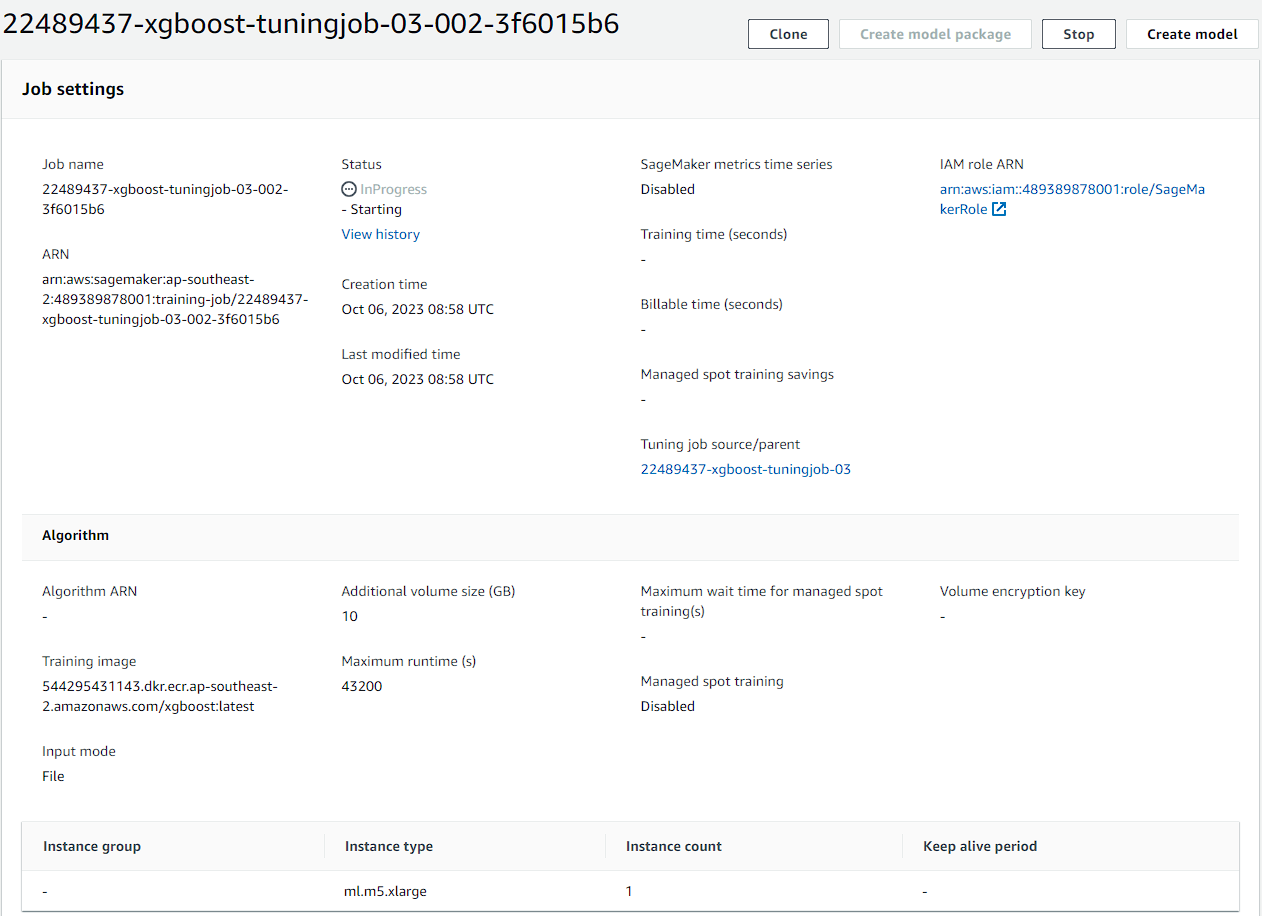 22489437-xgboost-tuningjob-03-002-3f6015b6
Clone
Create model package
Stop
Create model
Job settings
Job name
22489437-xgboost-tuningjob-03-002-
3f6015b6
ARN
arn:aws:sagemaker:ap-southeast-
2:489389878001:training-job/22489437-
xgboost-tuningjob-03-002-3f6015b6
Status
InProgress
- Starting
View history
Creation time
Oct 06, 2023 08:58 UTC
Last modified time
Oct 06, 2023 08:58 UTC
SageMaker metrics time series
Disabled
Training time (seconds)
-
Billable time (seconds)
-
Managed spot training savings
-
Tuning job source/parent
22489437-xgboost-tuningjob-03
IAM role ARN
arn:aws:iam::489389878001:role/SageMa
kerRole
Algorithm
Algorithm ARN
-
Training image
544295431143.dkr.ecr.ap-southeast-
2.amazonaws.com/xgboost:latest
Input mode
File
Additional volume size (GB)
10
Maximum runtime (s)
43200
Maximum wait time for managed spot
training(s)
-
Managed spot training
Disabled
Volume encryption key
-
Instance group
Instance type
Instance count
Keep alive period
-
ml.m5.xlarge
1
-